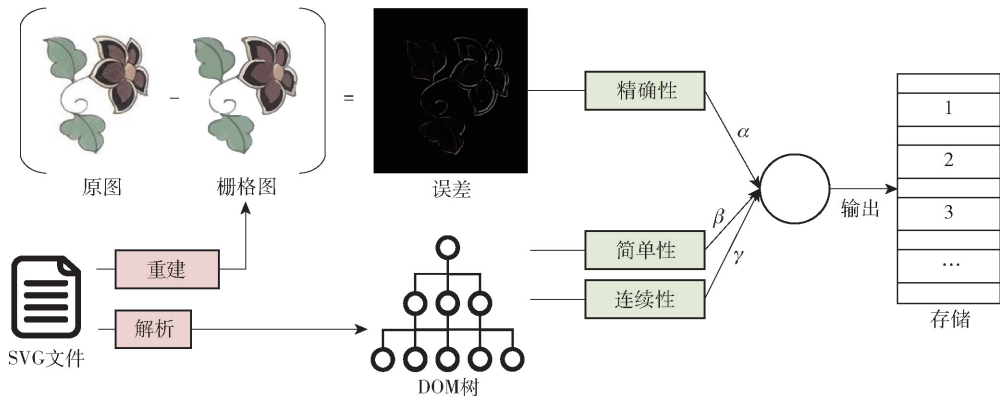 原图
-
栅格图
=
误差
精确性
α
1
2
3
...
输出
存储
重建
解析
SVG文件
DOM树
简单性
β
连续性
γ